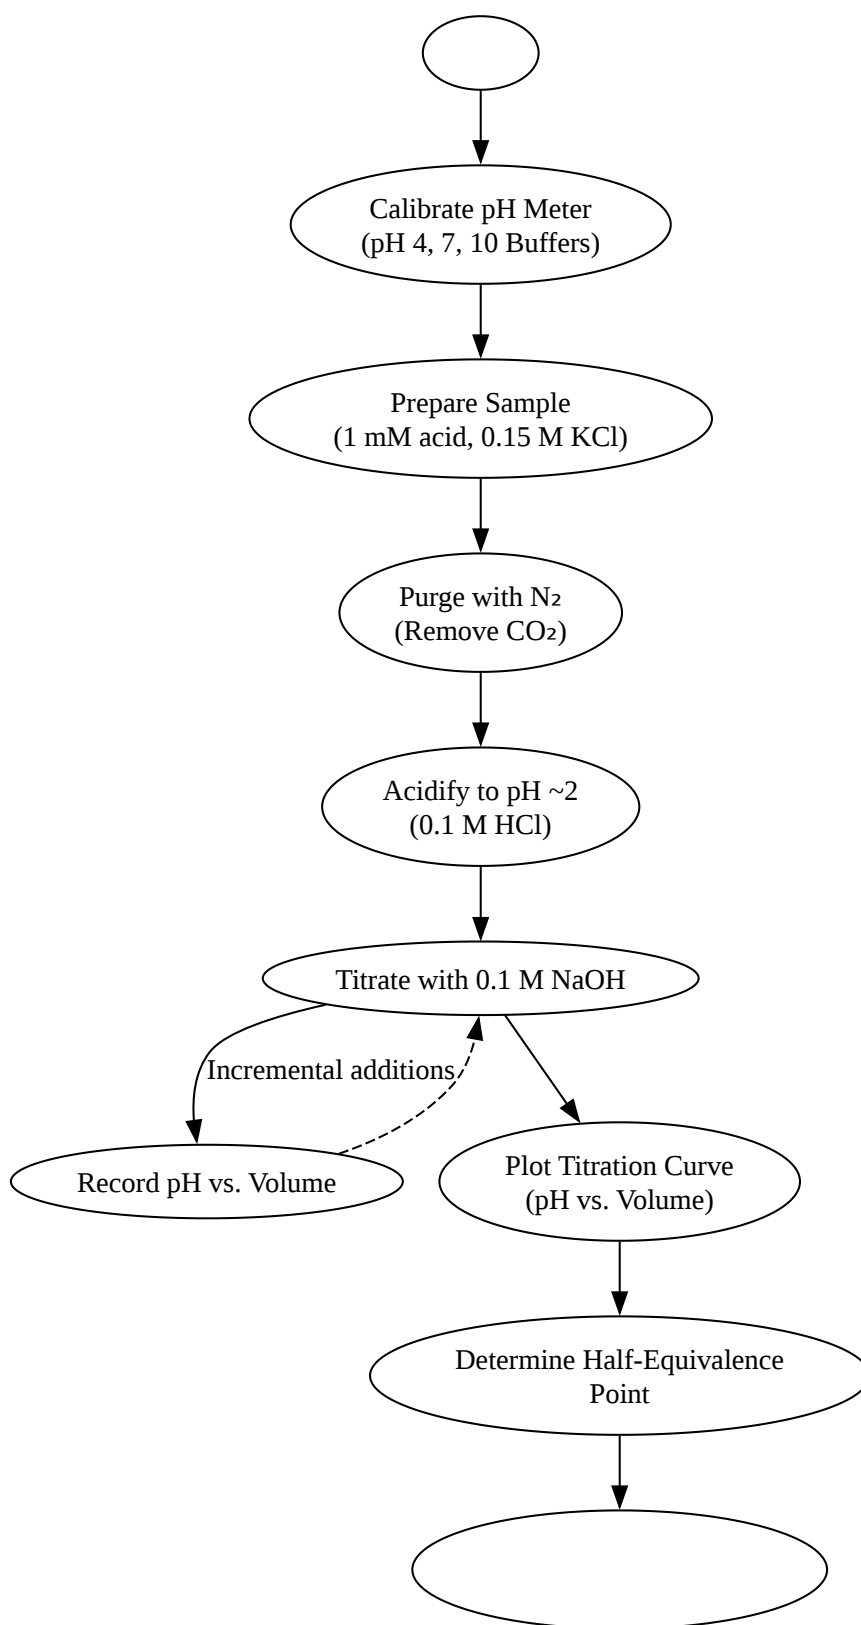 Calibrate pH Meter
(pH 4, 7, 10 Buffers)
Prepare Sample
(1 mM acid, 0.15 M KCl)
Purge with N₂
(Remove CO₂)
Acidify to pH ~2
(0.1 M HCl)
Titrate with 0.1 M NaOH
Incremental additions
Record pH vs. Volume
Plot Titration Curve
(pH vs. Volume)
Determine Half-Equivalence
Point